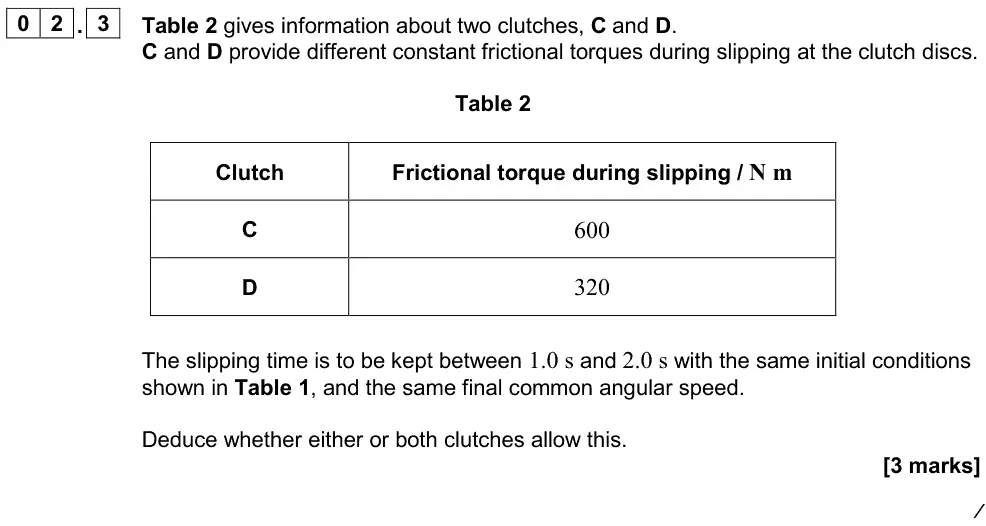 0 2 . 3 Table 2 gives information about two clutches, C and D.
C and D provide different constant frictional torques during slipping at the clutch discs.
Table 2
Clutch Frictional torque during slipping / N m
C 600
D 320
The slipping time is to be kept between 1.0 s and 2.0 s with the same initial conditions
shown in Table 1, and the same final common angular speed.
Deduce whether either or both clutches allow this.
[3 marks]